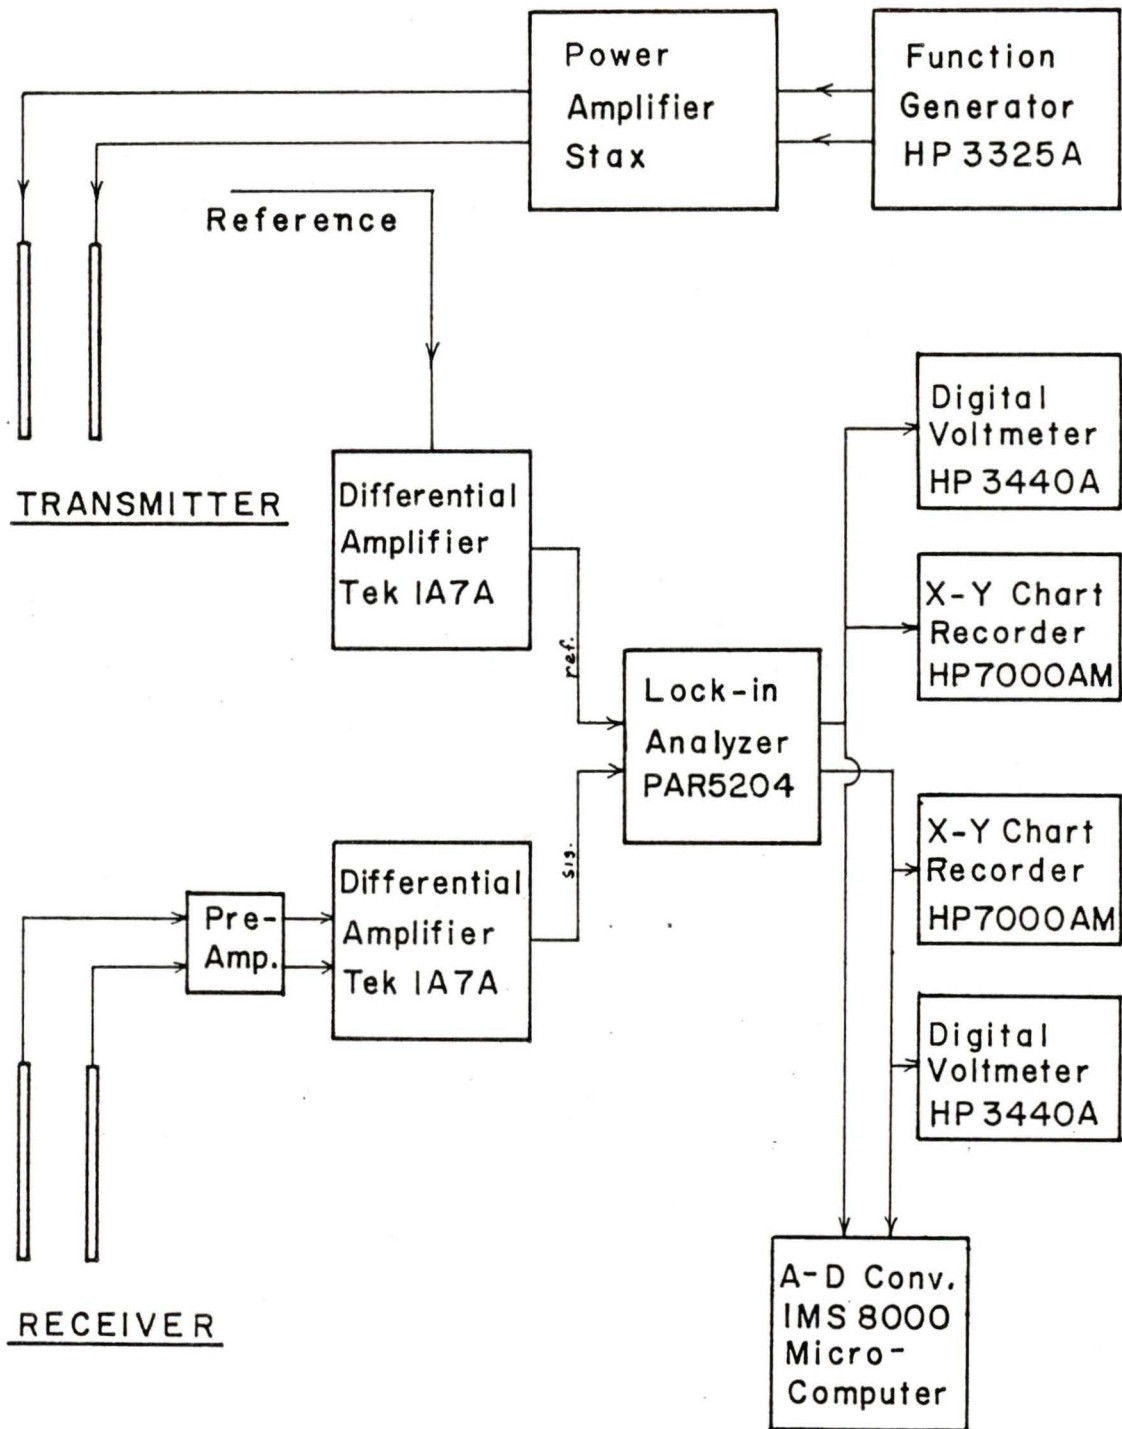 Power
Amplifier
Stax
Function
Generator
HP 3325A
Reference
TRANSMITTER
Differential
Amplifier
Tek 1A7A
ref.
Digital
Voltmeter
HP 3440A
X-Y Chart
Recorder
HP7000AM
Lock-in
Analyzer
PAR5204
sig.
Pre-
Amp.
Differential
Amplifier
Tek 1A7A
X-Y Chart
Recorder
HP7000AM
Digital
Voltmeter
HP 3440A
RECEIVER
A-D Conv.
IMS 8000
Micro-
Computer